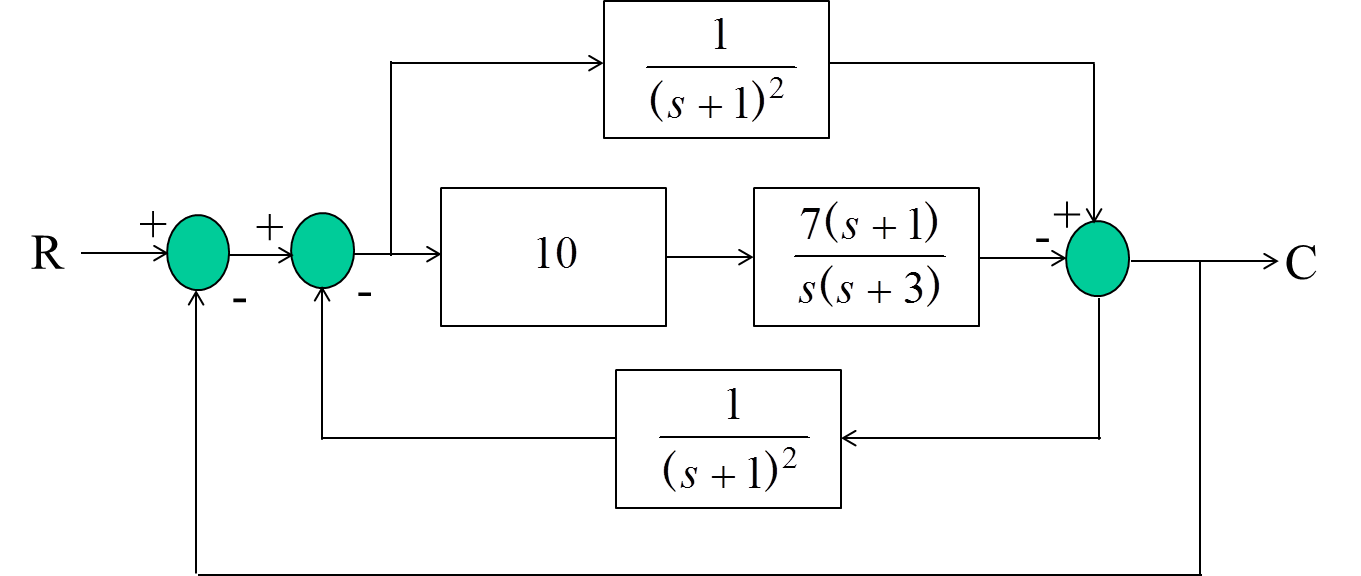 1
(s + 1)²
+
+
R
-
-
10
7(s + 1)
s(s + 3)
+
-
C
1
(s + 1)²